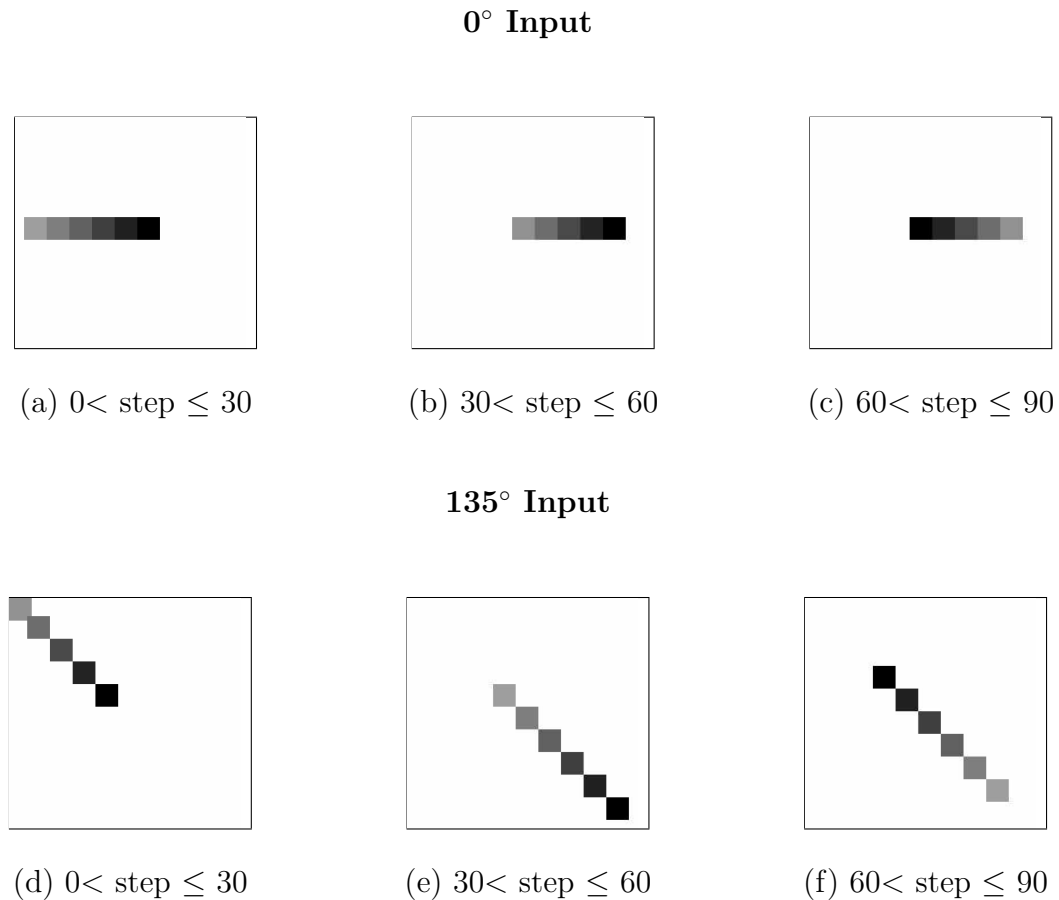 0° Input
(a) 0< step ≤ 30
(b) 30< step ≤ 60
(c) 60< step ≤ 90
135° Input
(d) 0< step ≤ 30
(e) 30< step ≤ 60
(f) 60< step ≤ 90